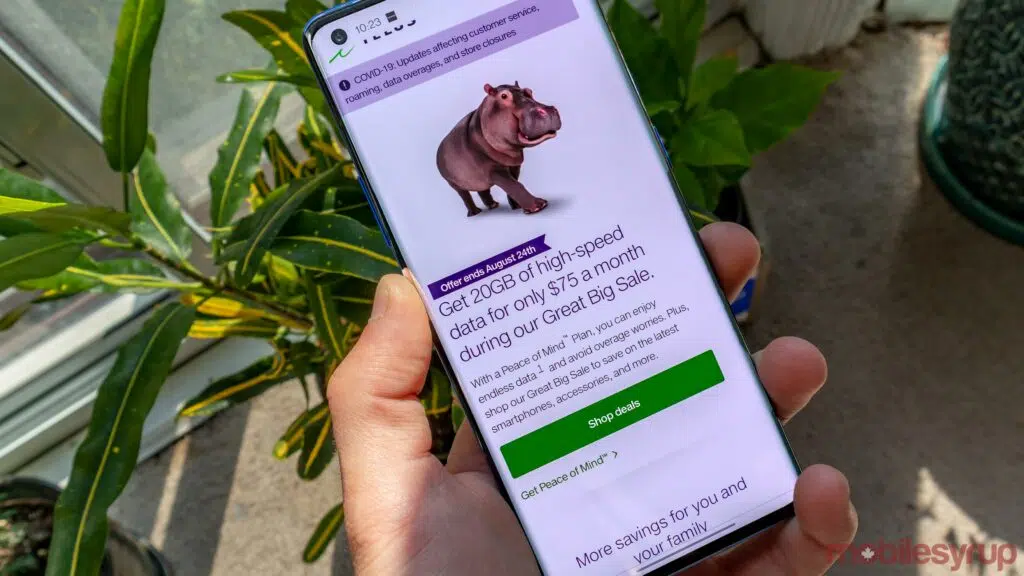 10:23
TELUS
COVID-19: Updates affecting customer service,
roaming, data overages, and store closures
Offer ends August 24th
Get 20GB of high-speed
data for only $75 a month
during our Great Big Sale.
With a Peace of Mind™ Plan, you can enjoy
endless data 1 and avoid overage worries. Plus,
shop our Great Big Sale to save on the latest
smartphones, accessories, and more.
Shop deals
Get Peace of Mind℠ >
More savings for you and
your family
mobilesyrup